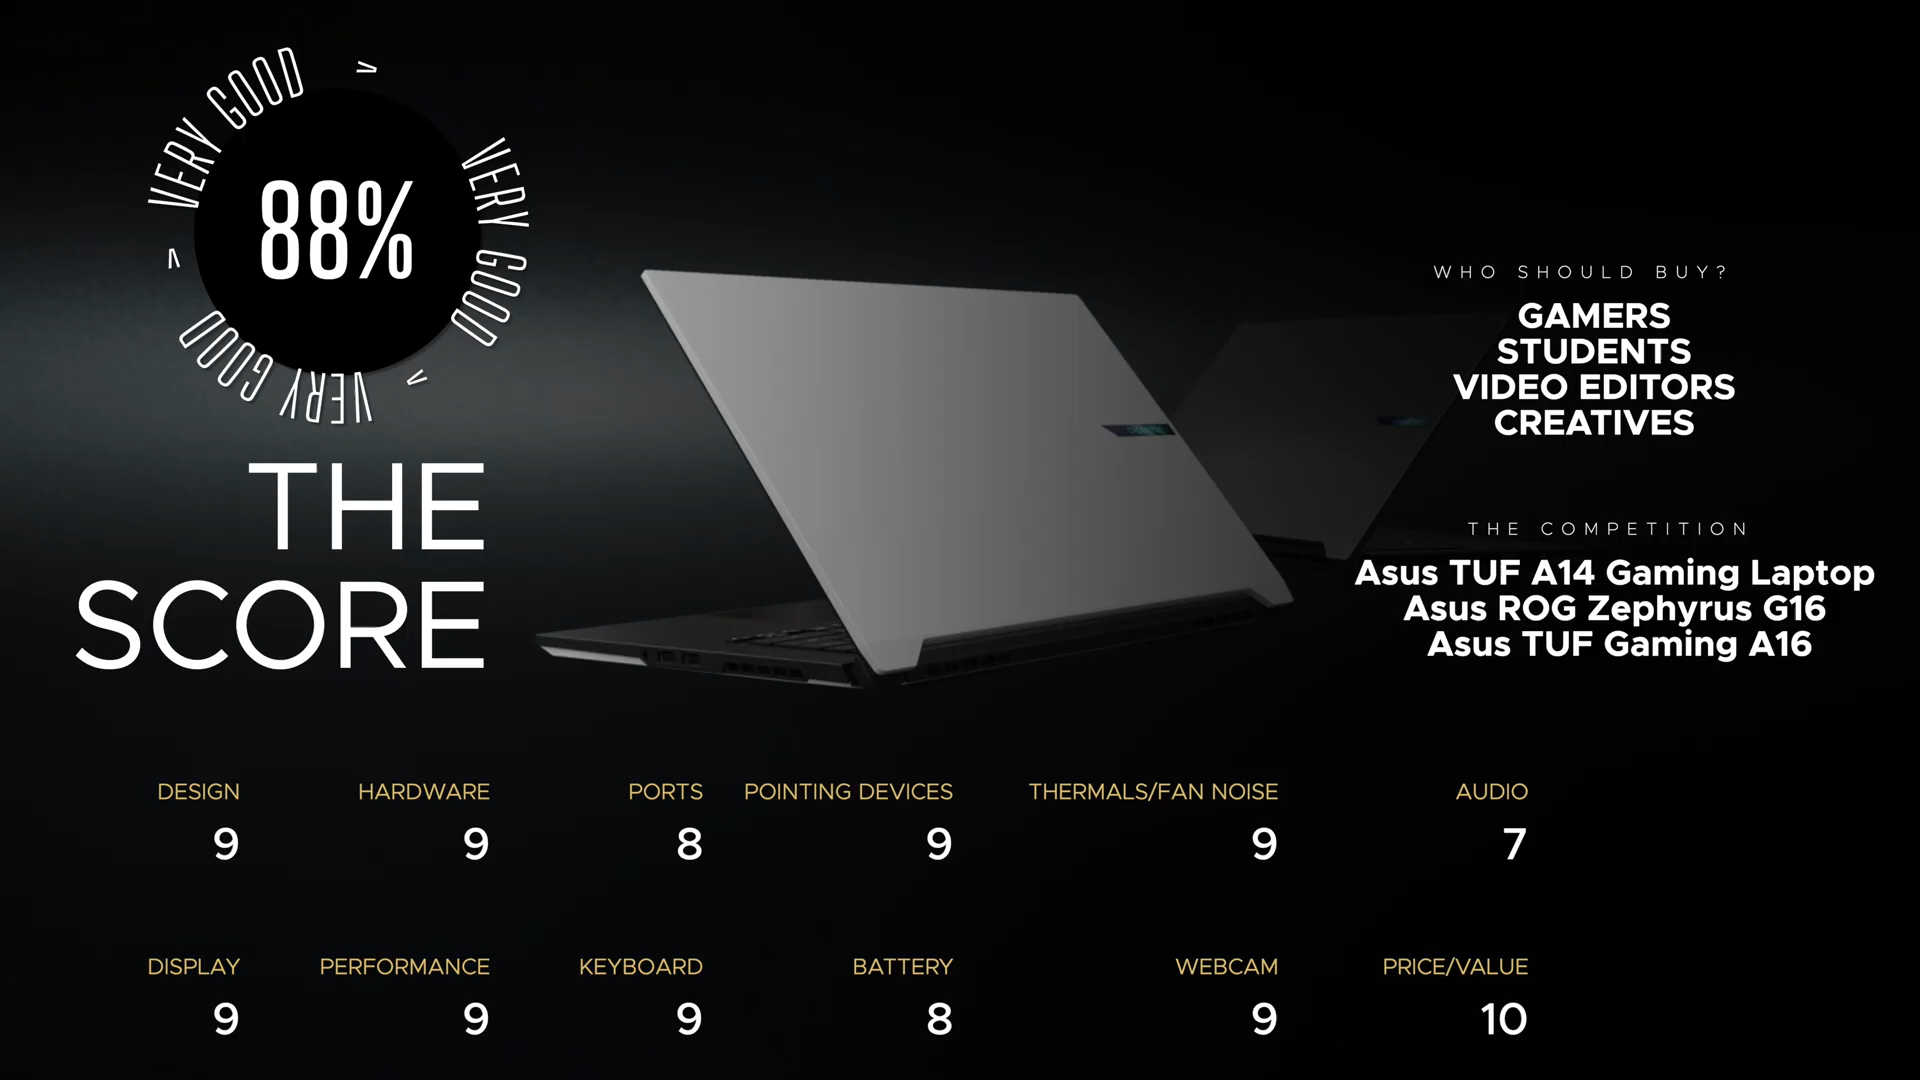 VERY GOOD
VERY GOOD
VERY GOOD
88%
THE
SCORE
WHO SHOULD BUY?
GAMERS
STUDENTS
VIDEO EDITORS
CREATIVES
THE COMPETITION
Asus TUF A14 Gaming Laptop
Asus ROG Zephyrus G16
Asus TUF Gaming A16
DESIGN HARDWARE PORTS POINTING DEVICES THERMALS/FAN NOISE AUDIO
9 9 8 9 9 7
DISPLAY PERFORMANCE KEYBOARD BATTERY WEBCAM PRICE/VALUE
9 9 9 8 9 10